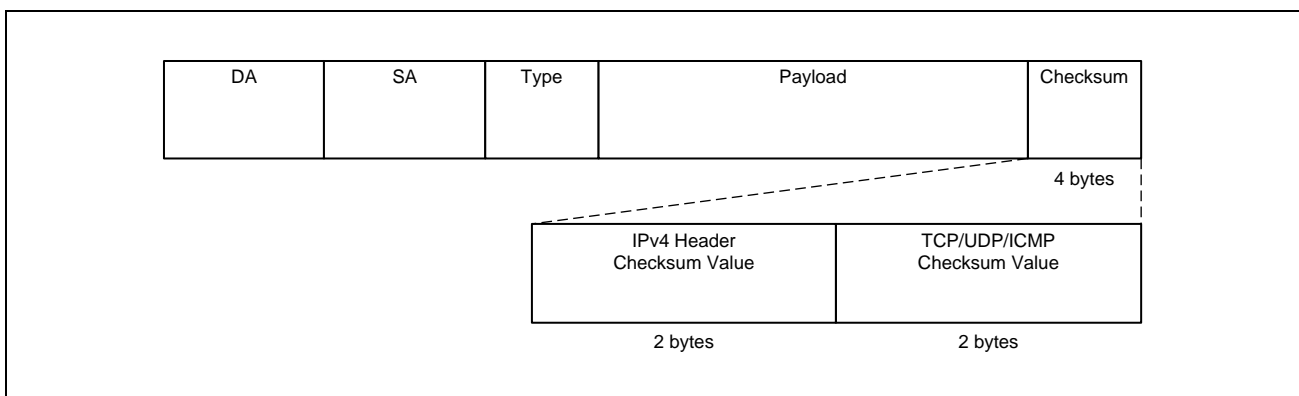 DA SA Type Payload Checksum
4 bytes
IPv4 Header TCP/UDP/ICMP
Checksum Value Checksum Value
2 bytes 2 bytes